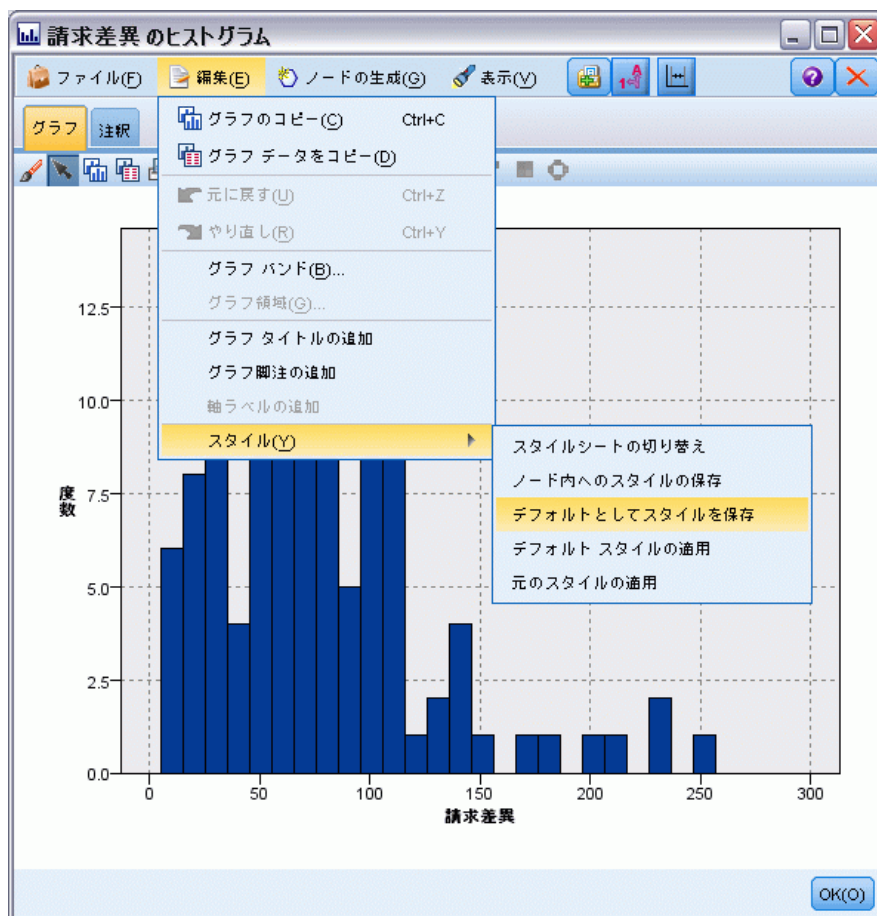 請求差異 のヒストグラム
ファイル(F) 編集(E) ノードの生成(G) 表示(V)
グラフ 注釈
グラフのコピー(C) Ctrl+C
グラフ データをコピー(D)
元に戻す(U) Ctrl+Z
やり直し(R) Ctrl+Y
グラフ バンド(B)...
グラフ領域(G)...
グラフ タイトルの追加
グラフ脚注の追加
軸ラベルの追加
スタイル(Y)
スタイルシートの切り替え
ノード内へのスタイルの保存
デフォルトとしてスタイルを保存
デフォルト スタイルの適用
元のスタイルの適用
12.5
10.0
7.5
5.0
2.5
0.0
度数
0 50 100 150 200 250 300
請求差異
OK(O)